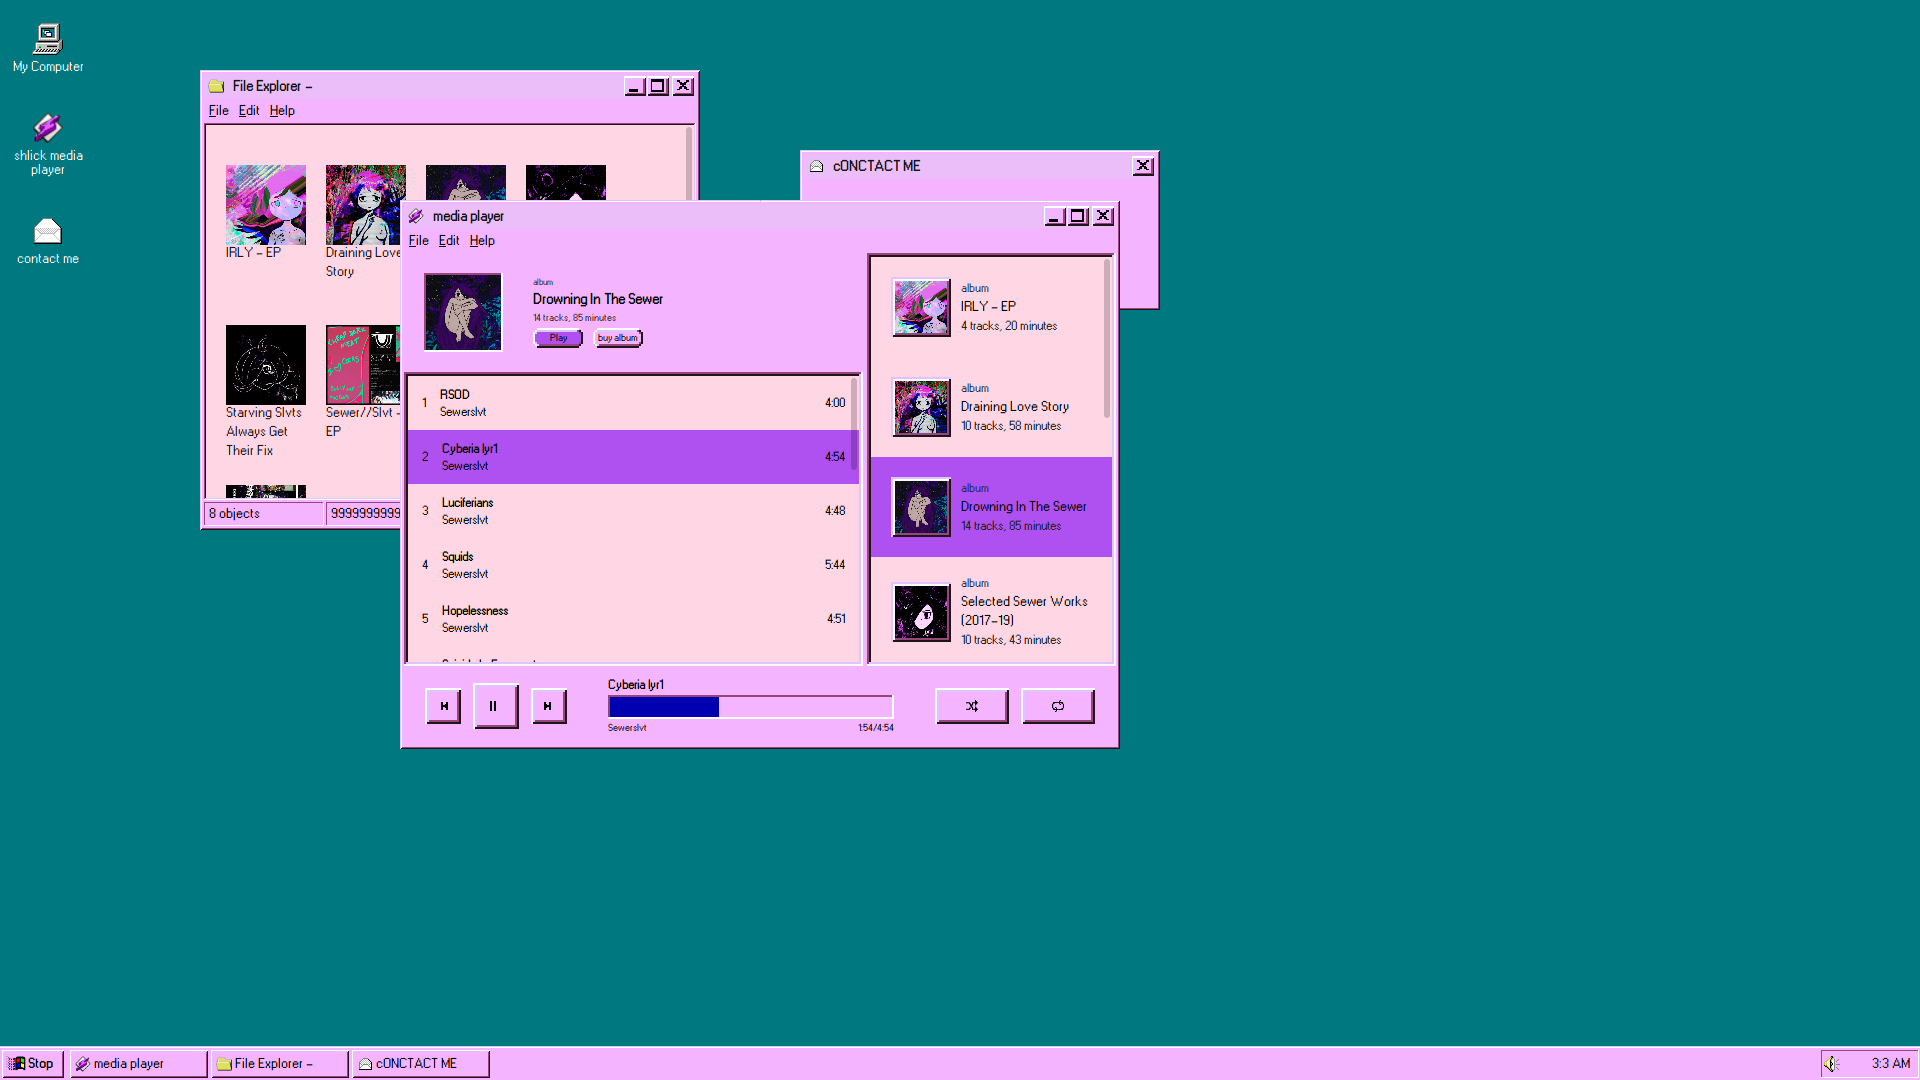 My Computer
shlick media
player
contact me
File Explorer –
File Edit Help
IRLY – EP
Draining Love
Story
Starving Slvts
Always Get
Their Fix
Sewer//Slvt -
EP
8 objects
9999999999
cONCTACT ME
media player
File Edit Help
album
Drowning In The Sewer
14 tracks, 85 minutes
Play
buy album
1 RSOD 4:00
Sewerslvt
2 Cyberia lyr1 4:54
Sewerslvt
3 Luciferians 4:48
Sewerslvt
4 Squids 5:44
Sewerslvt
5 Hopelessness 4:51
Sewerslvt
album
IRLY – EP
4 tracks, 20 minutes
album
Draining Love Story
10 tracks, 58 minutes
album
Drowning In The Sewer
14 tracks, 85 minutes
album
Selected Sewer Works
(2017–19)
10 tracks, 43 minutes
Cyberia lyr1
Sewerslvt
1:54/4:54
Stop
media player
File Explorer –
cONCTACT ME
3:3 AM